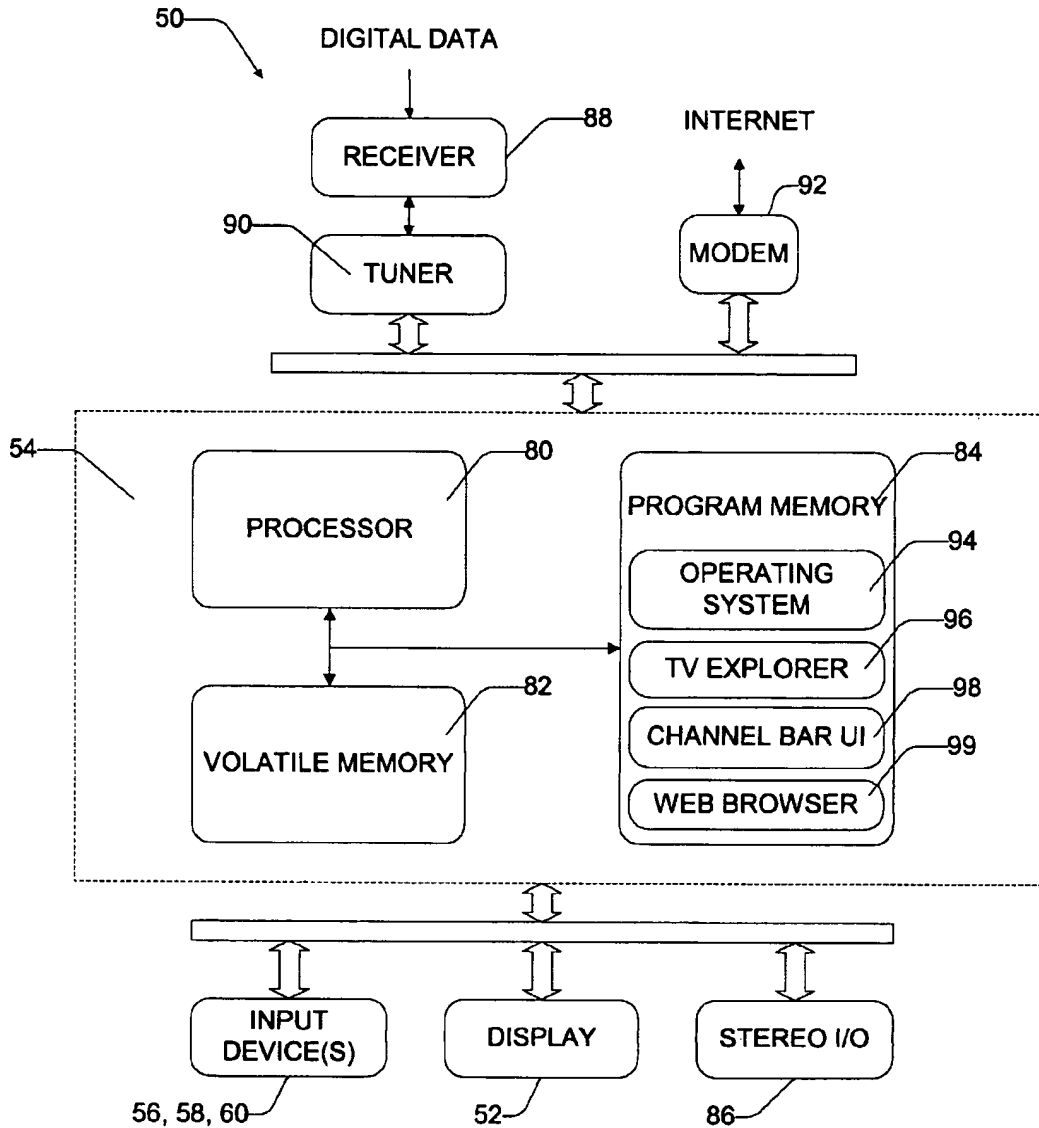 50
DIGITAL DATA
RECEIVER
88
INTERNET
92
90
TUNER
MODEM
54
80
84
PROCESSOR
PROGRAM MEMORY
94
OPERATING
SYSTEM
96
TV EXPLORER
82
98
VOLATILE MEMORY
CHANNEL BAR UI
99
WEB BROWSER
INPUT
DEVICE(S)
DISPLAY
STEREO I/O
56, 58, 60
52
86